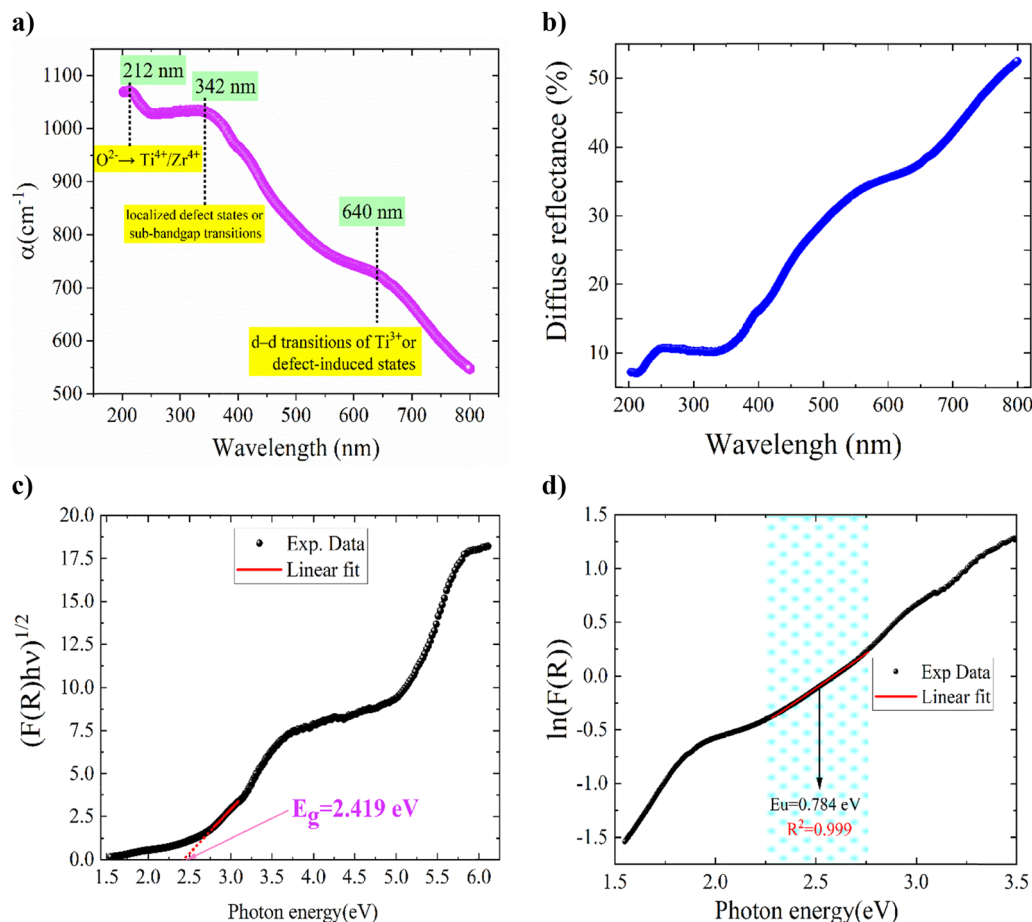 a)
212 nm
342 nm
640 nm
O²⁻→ Ti⁴⁺/Zr⁴⁺
localized defect states or
sub-bandgap transitions
d–d transitions of Ti³⁺or
defect-induced states
α(cm⁻¹)
1100
1000
900
800
700
600
500
200 300 400 500 600 700 800
Wavelength (nm)
b)
Diffuse reflectance (%)
50
40
30
20
10
200 300 400 500 600 700 800
Wavelengh (nm)
c)
(F(R)hν)^1/2
20.0
17.5
15.0
12.5
10.0
7.5
5.0
2.5
0.0
Exp. Data
Linear fit
E_g=2.419 eV
1.5 2.0 2.5 3.0 3.5 4.0 4.5 5.0 5.5 6.0
Photon energy(eV)
d)
ln(F(R))
1.5
1.0
0.5
0.0
-0.5
-1.0
-1.5
Exp Data
Linear fit
Eu=0.784 eV
R²=0.999
1.5 2.0 2.5 3.0 3.5
Photon energy(eV)